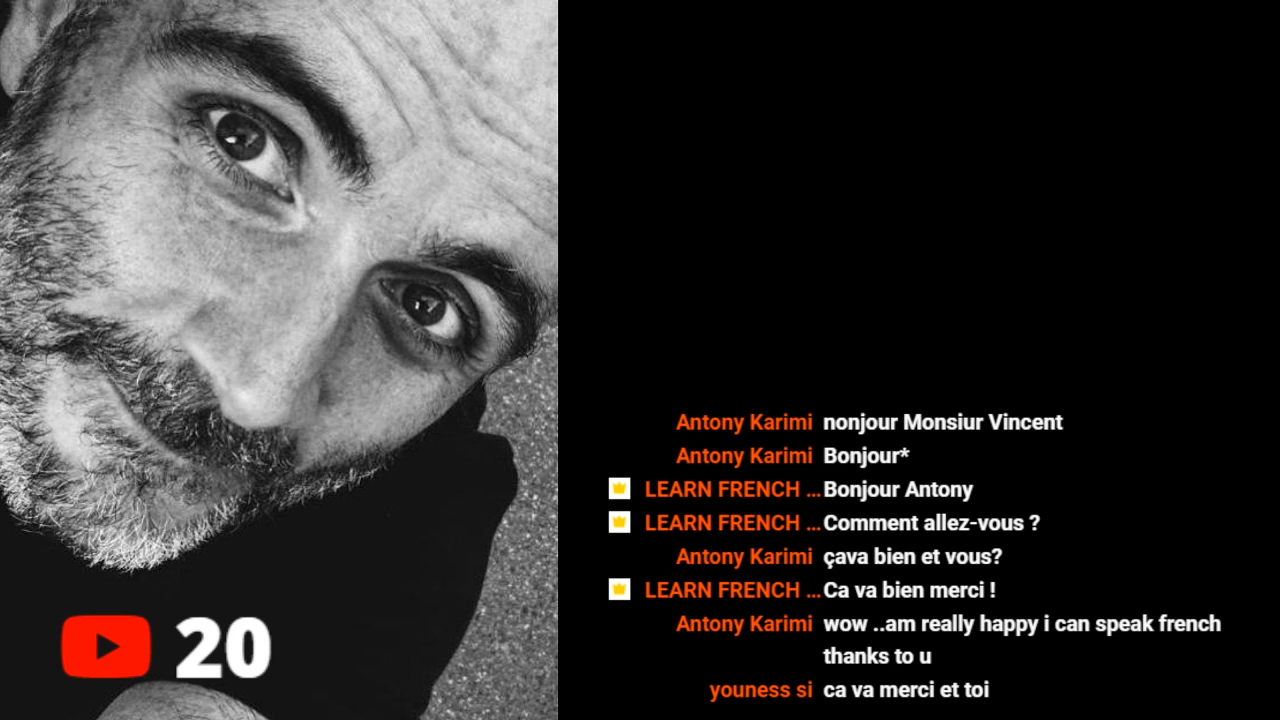 Antony Karimi nonjour Monsiur Vincent
Antony Karimi Bonjour*
LEARN FRENCH ... Bonjour Antony
LEARN FRENCH ... Comment allez-vous ?
Antony Karimi çava bien et vous?
LEARN FRENCH ... Ca va bien merci !
Antony Karimi wow ..am really happy i can speak french
thanks to u
youness si ca va merci et toi
20